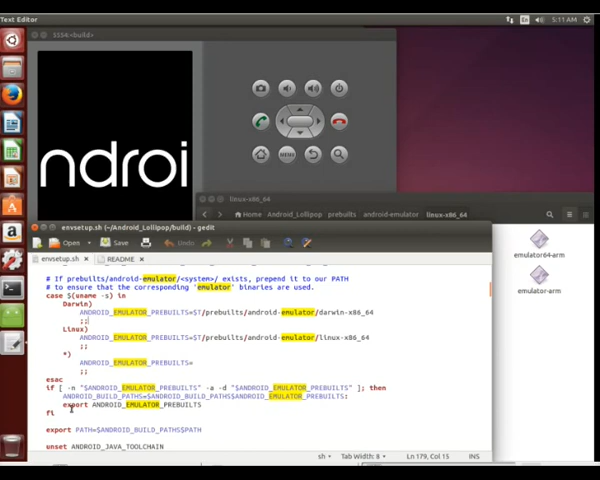 Text Editor
En
5:11 AM
5554:<build>
ndroi
MENU
linux-x86_64
Home Android_Lollipop prebuilts android-emulator linux-x86_64
envsetup.sh (~/Android_Lollipop/build) - gedit
Open Save Undo
envsetup.sh × README ×
emulator64-arm
emulator-arm
# If prebuilts/android-emulator/<system>/ exists, prepend it to our PATH
# to ensure that the corresponding 'emulator' binaries are used.
case $(uname -s) in
Darwin)
ANDROID_EMULATOR_PREBUILTS=$T/prebuilts/android-emulator/darwin-x86_64
;;
Linux)
ANDROID_EMULATOR_PREBUILTS=$T/prebuilts/android-emulator/linux-x86_64
;;
*)
ANDROID_EMULATOR_PREBUILTS=
;;
esac
if [ -n "$ANDROID_EMULATOR_PREBUILTS" -a -d "$ANDROID_EMULATOR_PREBUILTS" ]; then
ANDROID_BUILD_PATHS=$ANDROID_BUILD_PATHS$ANDROID_EMULATOR_PREBUILTS:
export ANDROID_EMULATOR_PREBUILTS
fi
export PATH=$ANDROID_BUILD_PATHS$PATH
unset ANDROID_JAVA_TOOLCHAIN
sh Tab Width: 8 Ln 179, Col 15 INS